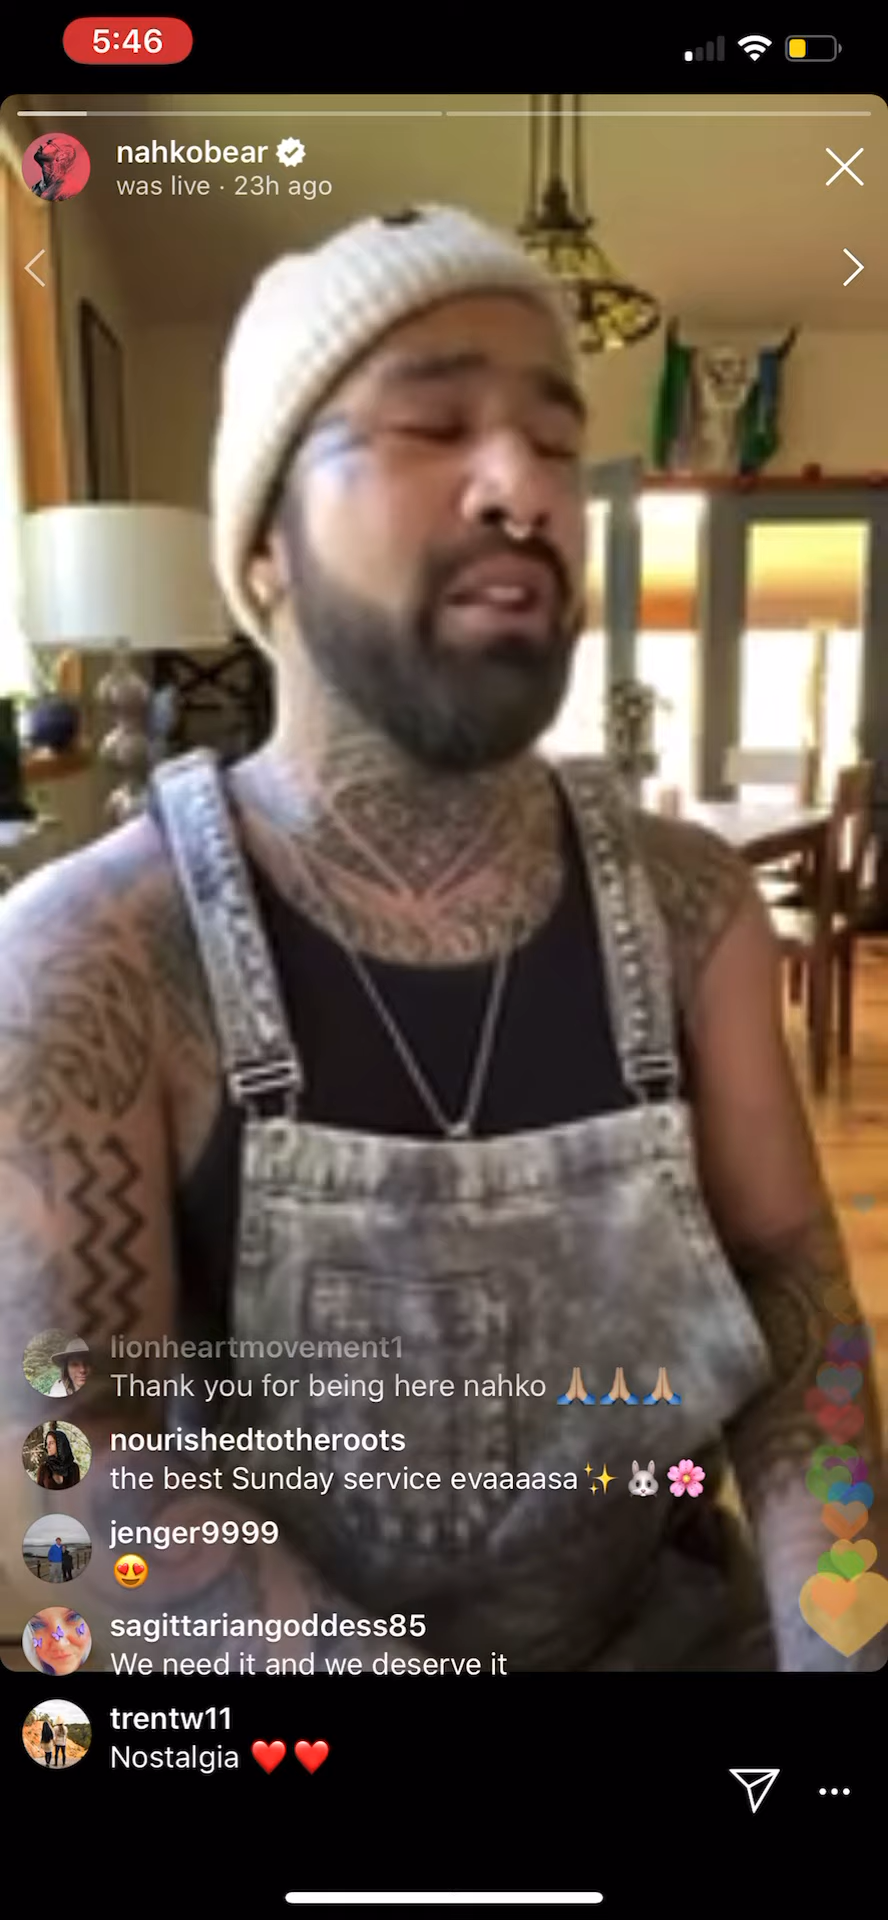 5:46
nahkobear
was live · 23h ago
lionheartmovement1
Thank you for being here nahko 🙏🏼🙏🏼🙏🏼
nourishedtotheroots
the best Sunday service evaaaasa✨🐰🌸
jenger9999
😍
sagittariangoddess85
We need it and we deserve it
trentw11
Nostalgia ❤️❤️